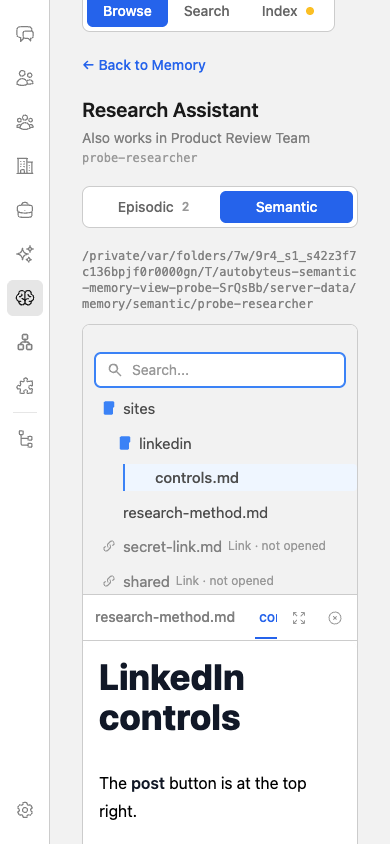 Browse Search Index
← Back to Memory
Research Assistant
Also works in Product Review Team
probe-researcher
Episodic 2 Semantic
/private/var/folders/7w/9r4_s1_s42z3f7
c136bpjf0r0000gn/T/autobyteus-semantic
-memory-view-probe-SrQsBb/server-data/
memory/semantic/probe-researcher
Search...
sites
linkedin
controls.md
research-method.md
secret-link.md Link · not opened
shared Link · not opened
research-method.md co
LinkedIn
controls
The post button is at the top
right.